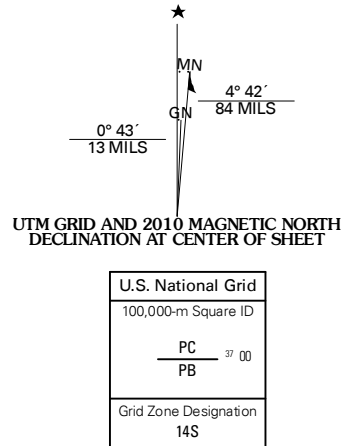 ★
MN
4° 42´
84 MILS
GN
0° 43´
13 MILS
UTM GRID AND 2010 MAGNETIC NORTH
DECLINATION AT CENTER OF SHEET
U.S. National Grid
100,000-m Square ID
PC
37 00
PB
Grid Zone Designation
14S